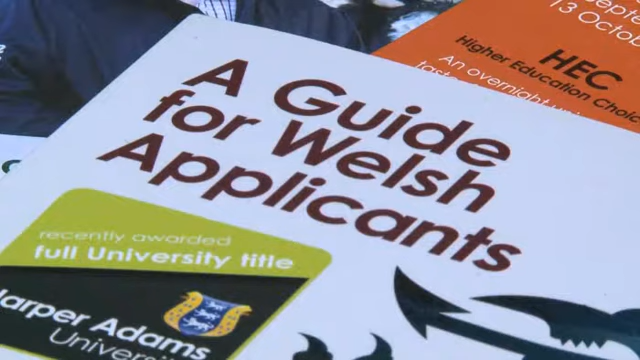 A Guide
for Welsh
Applicants
recently awarded
full University title
Harper Adams
University
13 October
HEC
Higher Education Choic
An overnight